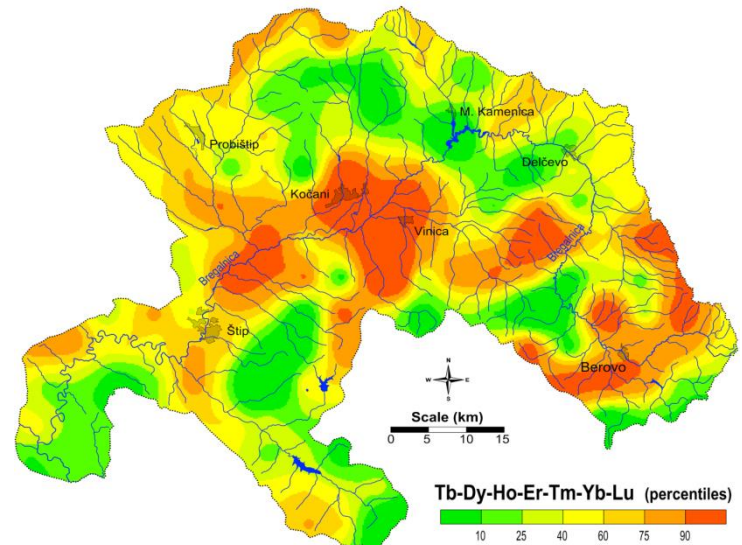 M. Kamenica
Probištip
Delčevo
Kočani
Vinica
Bregalnica
Bregalnica
Štip
Berovo
N
W E
S
Scale (km)
0 5 10 15
Tb-Dy-Ho-Er-Tm-Yb-Lu (percentiles)
10 25 40 60 75 90